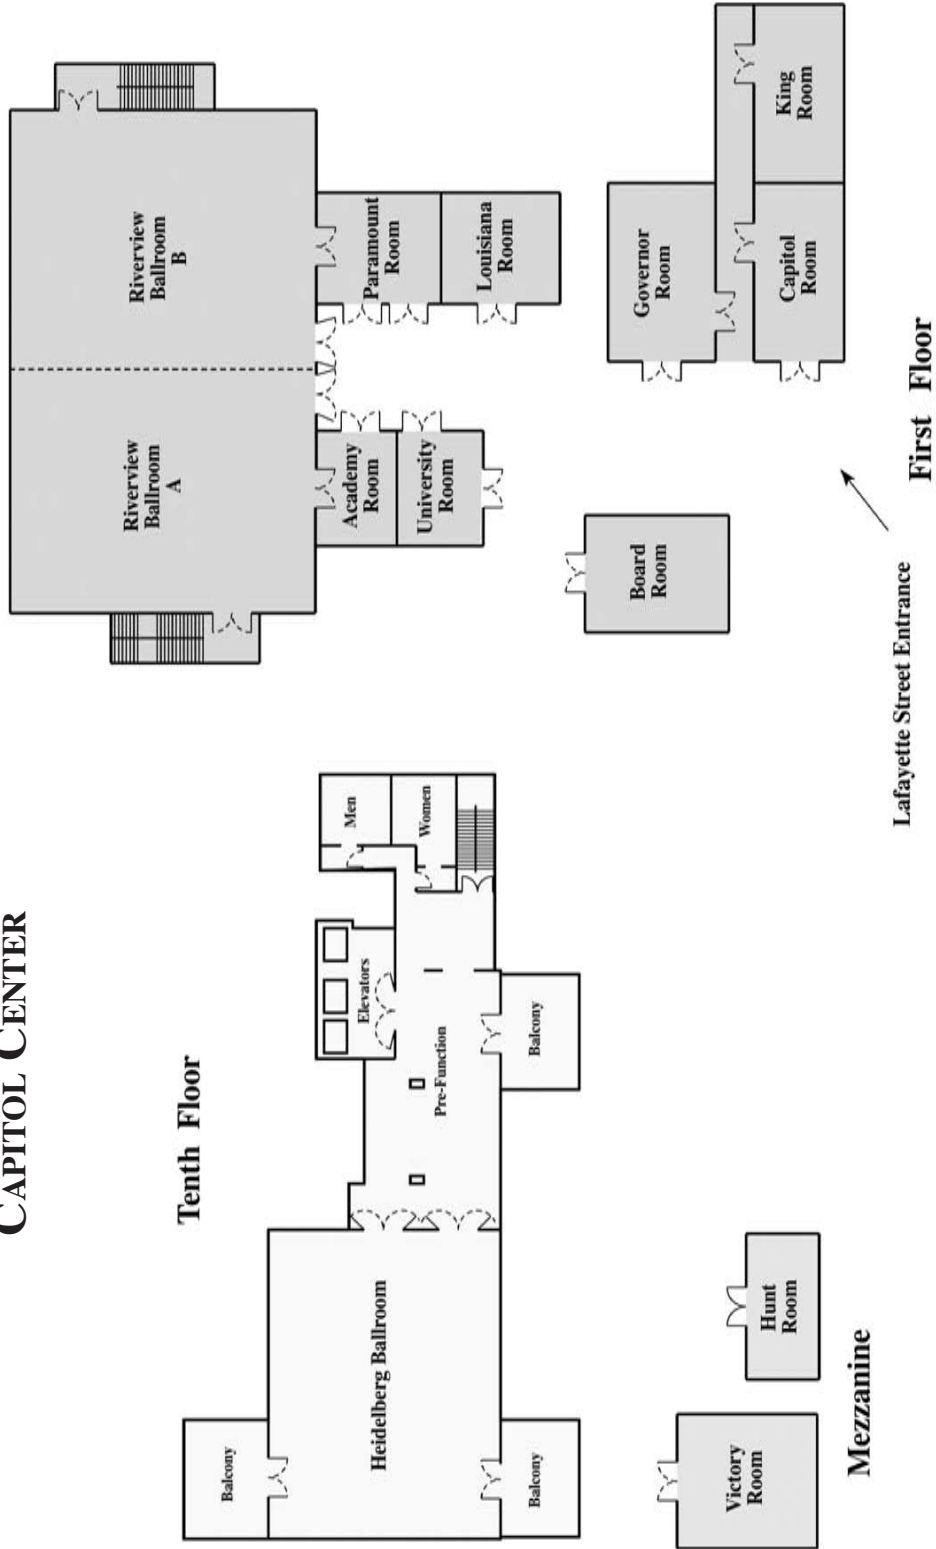 CAPITOL CENTER
Tenth Floor
Balcony
Heidelberg Ballroom
Balcony
Pre-Function
Elevators
Balcony
Men
Women
Victory
Room
Hunt
Room
Mezzanine
Riverview
Ballroom
A
Riverview
Ballroom
B
Academy
Room
University
Room
Paramount
Room
Louisiana
Room
Board
Room
Governor
Room
Capitol
Room
King
Room
Lafayette Street Entrance
First Floor